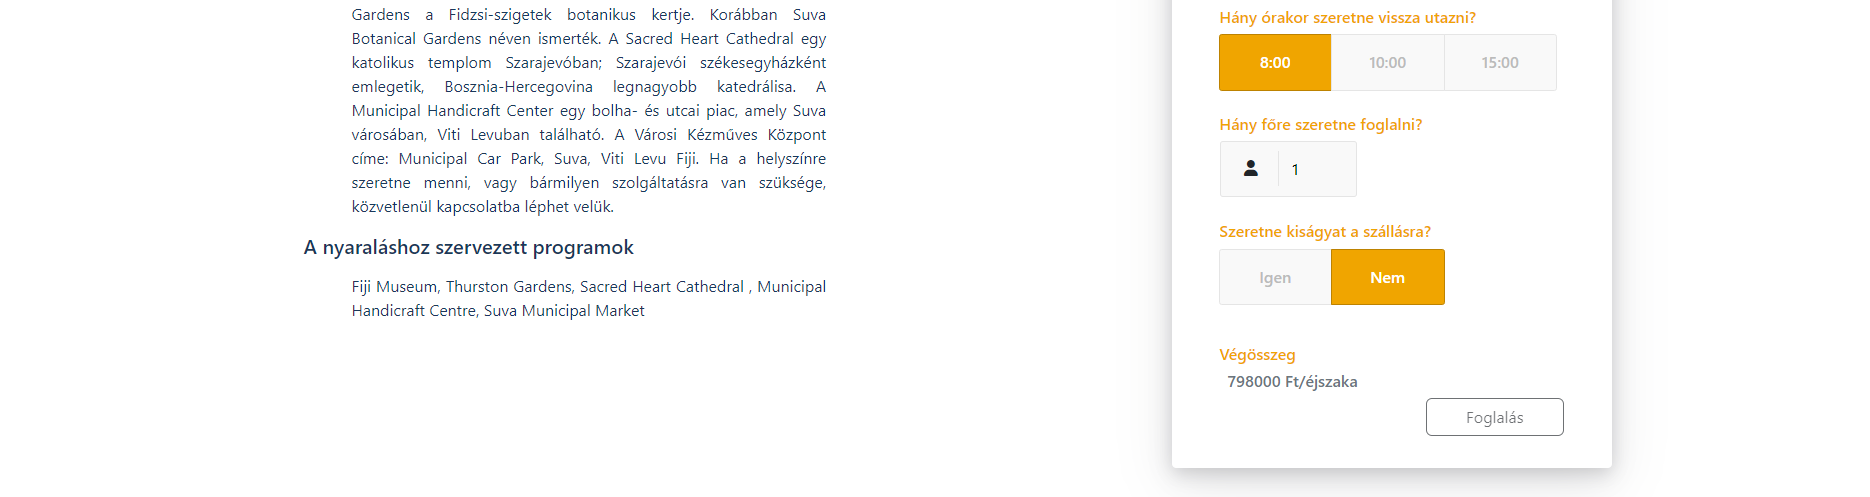 Gardens a Fidzsi-szigetek botanikus kertje. Korábban Suva
Botanical Gardens néven ismerték. A Sacred Heart Cathedral egy
katolikus templom Szarajevóban; Szarajevói székesegyházként
emlegetik, Bosznia-Hercegovina legnagyobb katedrálisa. A
Municipal Handicraft Center egy bolha- és utcai piac, amely Suva
városában, Viti Levuban található. A Városi Kézműves Központ
címe: Municipal Car Park, Suva, Viti Levu Fiji. Ha a helyszínre
szeretne menni, vagy bármilyen szolgáltatásra van szüksége,
közvetlenül kapcsolatba léphet velük.
A nyaraláshoz szervezett programok
Fiji Museum, Thurston Gardens, Sacred Heart Cathedral , Municipal
Handicraft Centre, Suva Municipal Market
Hány órakor szeretne vissza utazni?
8:00 10:00 15:00
Hány főre szeretne foglalni?
1
Szeretne kiságyat a szállásra?
Igen Nem
Végösszeg
798000 Ft/éjszaka
Foglalás